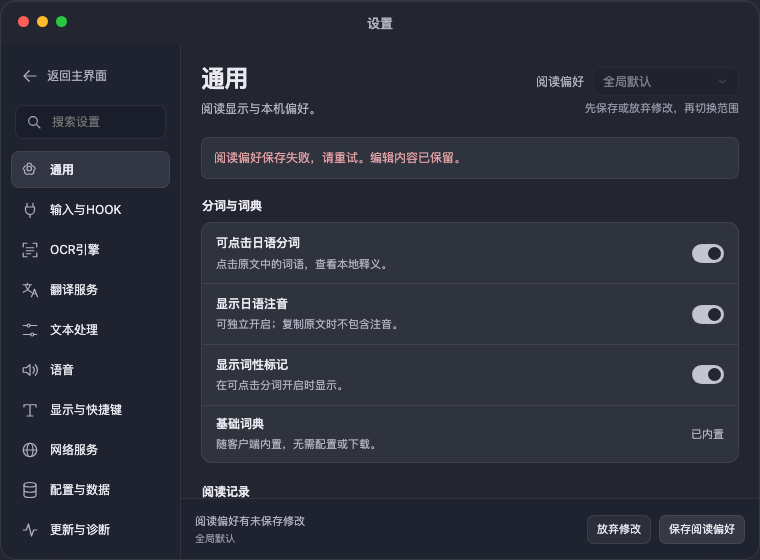 设置
返回主界面
搜索设置
通用
输入与HOOK
OCR引擎
翻译服务
文本处理
语音
显示与快捷键
网络服务
配置与数据
更新与诊断
通用
阅读显示与本机偏好。
阅读偏好
全局默认
先保存或放弃修改，再切换范围
阅读偏好保存失败，请重试。编辑内容已保留。
分词与词典
可点击日语分词
点击原文中的词语，查看本地释义。
显示日语注音
可独立开启；复制原文时不包含注音。
显示词性标记
在可点击分词开启时显示。
基础词典
随客户端内置，无需配置或下载。
已内置
阅读记录
阅读偏好有未保存修改
全局默认
放弃修改
保存阅读偏好